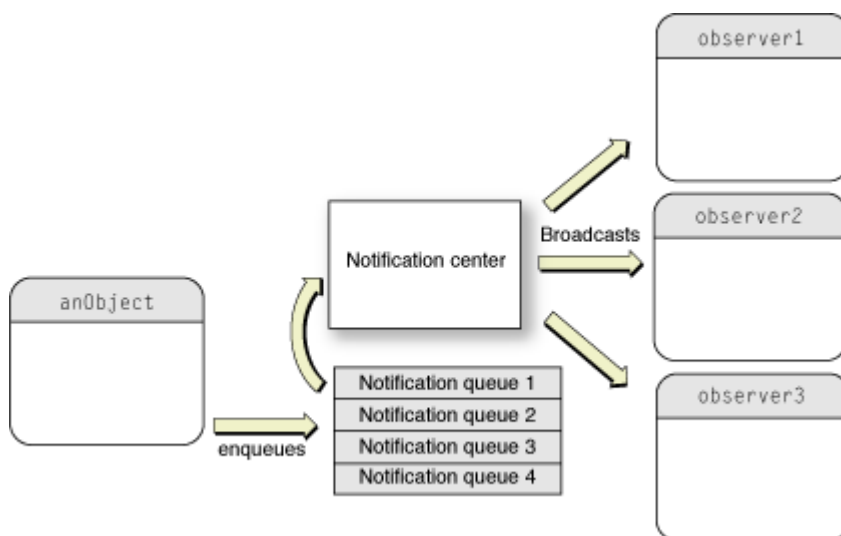 observer1
Notification center
Broadcasts
observer2
anObject
Notification queue 1
Notification queue 2
Notification queue 3
Notification queue 4
enqueues
observer3